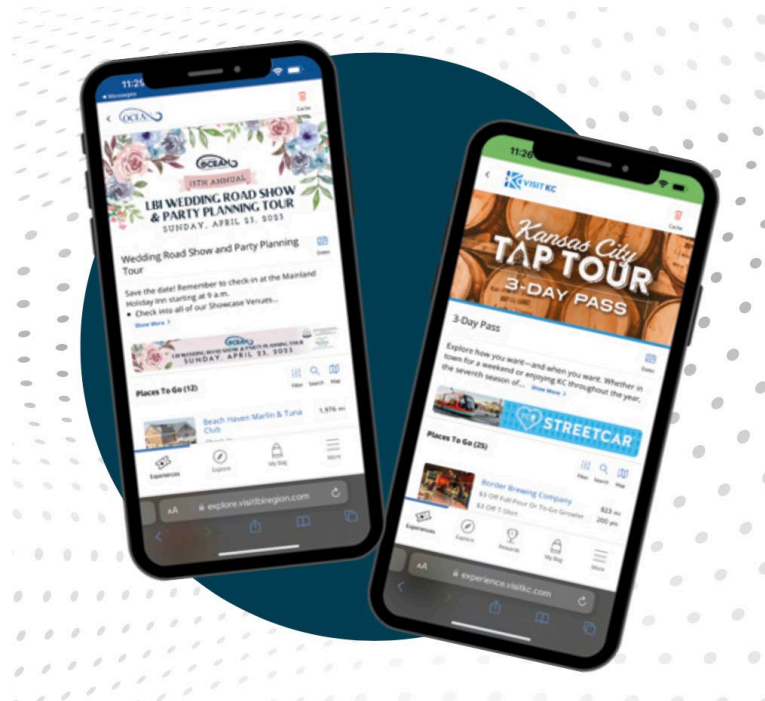 11:29
Messages
OCEAN
Cache
OCEAN
15TH ANNUAL
LBI WEDDING ROAD SHOW
& PARTY PLANNING TOUR
SUNDAY, APRIL 23, 2023
Wedding Road Show and Party Planning
Tour
Dates
Save the date! Remember to check-in at the Mainland
Holiday Inn starting at 9 a.m.
• Check into all of our Showcase Venues...
Show More >
OCEAN
LBI WEDDING ROAD SHOW & PARTY PLANNING TOUR
SUNDAY, APRIL 23, 2023
Places To Go (12)
Filter Search Map
Beach Haven Marlin & Tuna
Club
1,976 mi
Experiences Explore My Bag More
AA explore.visitlbiregion.com
11:26
KC VISIT KC
Cache
Kansas City
TAP TOUR
3-DAY PASS
3-Day Pass
Dates
Explore how you want—and when you want. Whether in
town for a weekend or enjoying KC throughout the year,
the seventh season of... Show More >
KC STREETCAR
Places To Go (25)
Filter Search Map
Border Brewing Company
$3 Off Full Pour Or To-Go Growler
$3 Off T-Shirt
823 mi
200 pts
Experiences Explore Rewards My Bag More
AA experience.visitkc.com